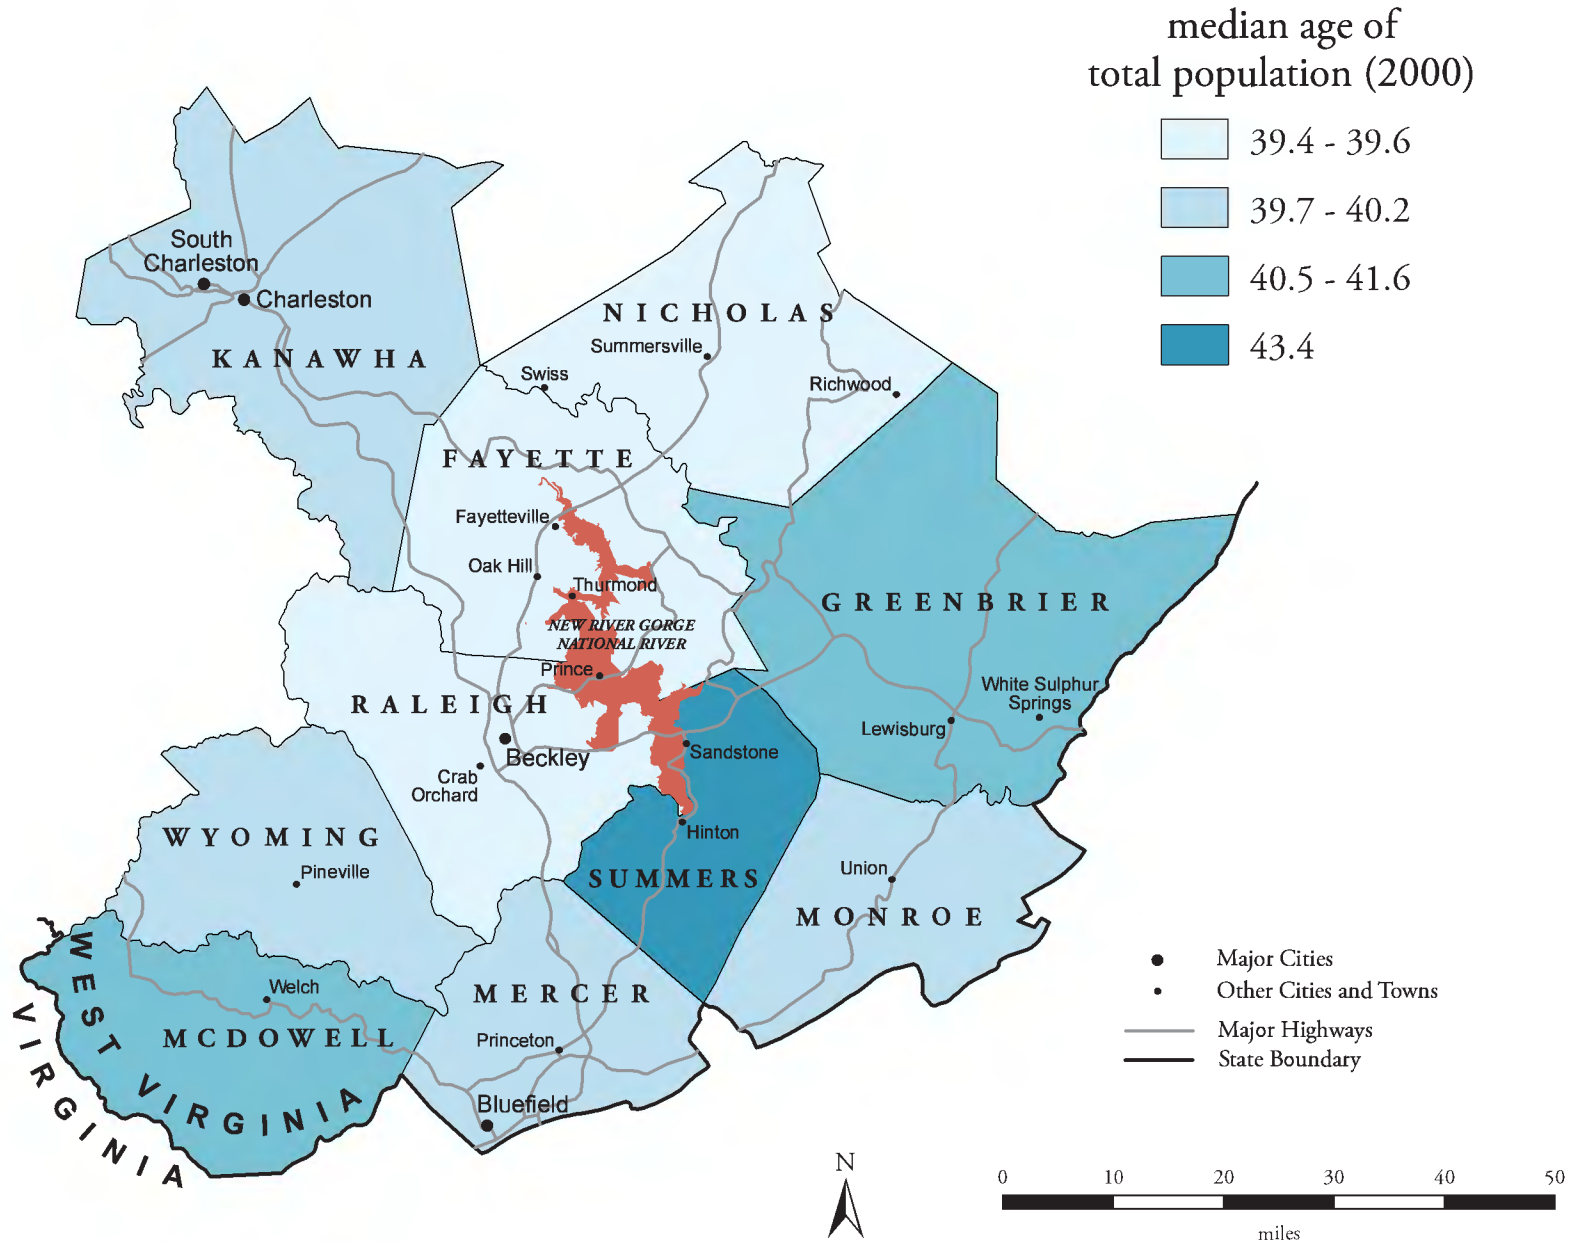 median age of
total population (2000)
39.4 - 39.6
39.7 - 40.2
40.5 - 41.6
43.4
South
Charleston
Charleston
KANAWHA
NICHOLAS
Summersville
Swiss
Richwood
FAYETTE
Fayetteville
Oak Hill
Thurmond
NEW RIVER GORGE
NATIONAL RIVER
Prince
GREENBRIER
White Sulphur
Springs
Lewisburg
RALEIGH
Beckley
Crab
Orchard
Sandstone
Hinton
SUMMERS
WYOMING
Pineville
Union
MONROE
WEST VIRGINIA
VIRGINIA
Welch
MCDOWELL
MERCER
Princeton
Bluefield
Major Cities
Other Cities and Towns
Major Highways
State Boundary
N
0 10 20 30 40 50
miles